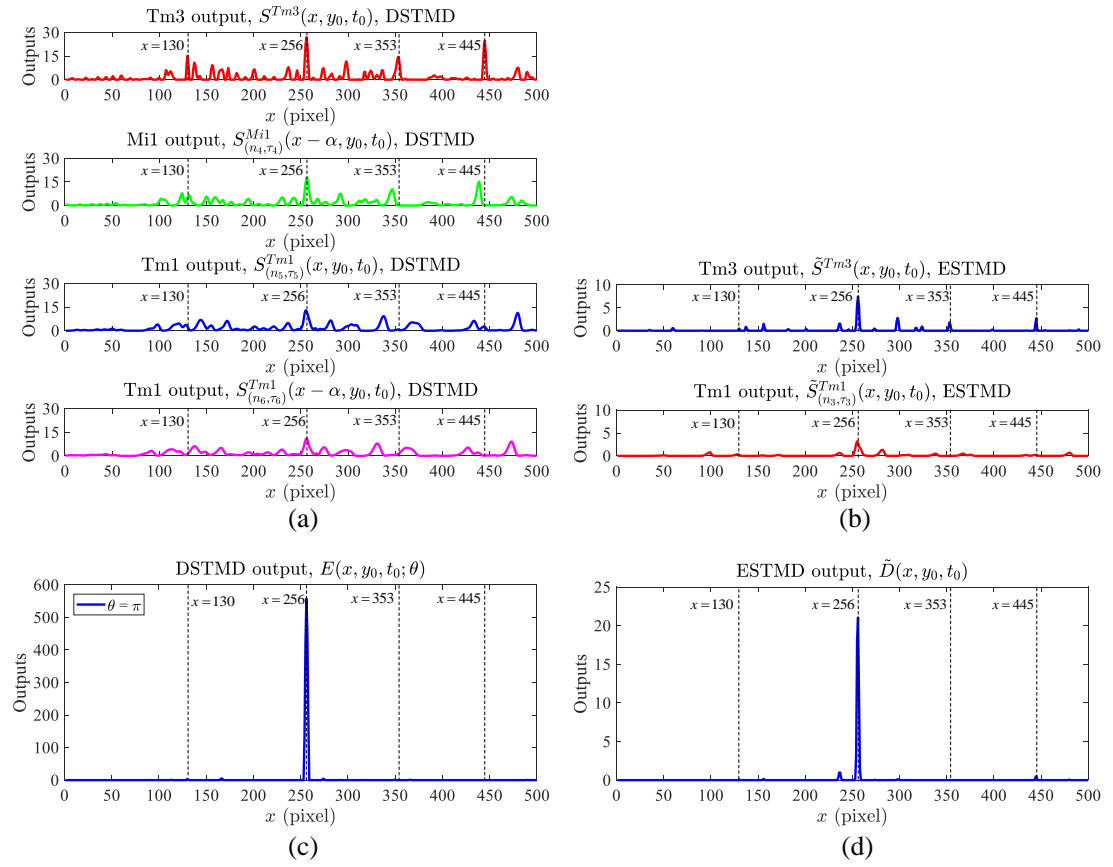 Tm3 output, S^{Tm3}(x, y_0, t_0), DSTMD
30
15
0
Outputs
x=130
x=256
x=353
x=445
0 50 100 150 200 250 300 350 400 450 500
x (pixel)
Mi1 output, S^{Mi1}_{(n_4,τ_4)}(x − α, y_0, t_0), DSTMD
30
15
0
Outputs
x=130
x=256
x=353
x=445
0 50 100 150 200 250 300 350 400 450 500
x (pixel)
Tm1 output, S^{Tm1}_{(n_5,τ_5)}(x, y_0, t_0), DSTMD
30
15
0
Outputs
x=130
x=256
x=353
x=445
0 50 100 150 200 250 300 350 400 450 500
x (pixel)
Tm1 output, S^{Tm1}_{(n_6,τ_6)}(x − α, y_0, t_0), DSTMD
30
15
0
Outputs
x=130
x=256
x=353
x=445
0 50 100 150 200 250 300 350 400 450 500
x (pixel)
(a)
Tm3 output, S̃^{Tm3}(x, y_0, t_0), ESTMD
10
5
0
Outputs
x=130
x=256
x=353
x=445
0 50 100 150 200 250 300 350 400 450 500
x (pixel)
Tm1 output, S̃^{Tm1}_{(n_3,τ_3)}(x, y_0, t_0), ESTMD
10
5
0
Outputs
x=130
x=256
x=353
x=445
0 50 100 150 200 250 300 350 400 450 500
x (pixel)
(b)
DSTMD output, E(x, y_0, t_0; θ)
600
500
400
300
200
100
0
Outputs
θ = π
x=130
x=256
x=353
x=445
0 50 100 150 200 250 300 350 400 450 500
x (pixel)
(c)
ESTMD output, D̃(x, y_0, t_0)
25
20
15
10
5
0
Outputs
x=130
x=256
x=353
x=445
0 50 100 150 200 250 300 350 400 450 500
x (pixel)
(d)